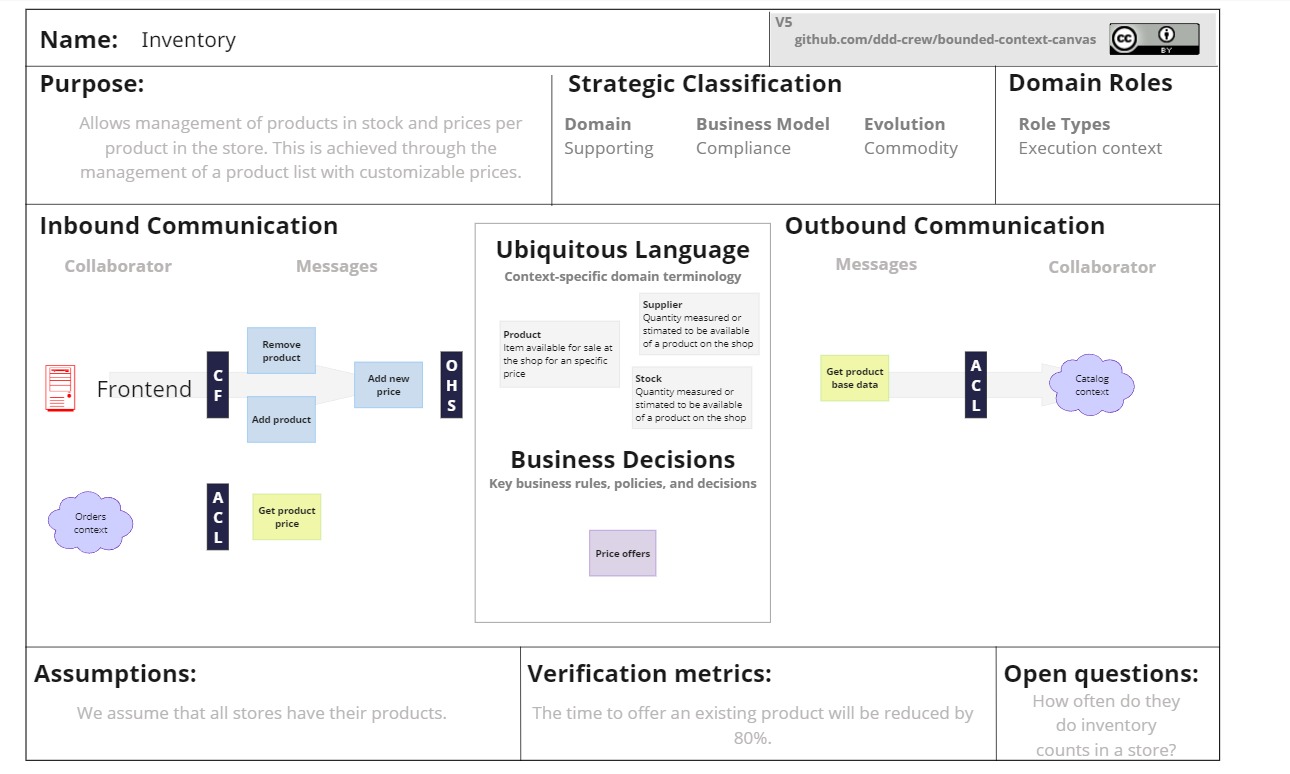 Name: Inventory
V5
github.com/ddd-crew/bounded-context-canvas
cc
BY
Purpose:
Allows management of products in stock and prices per
product in the store. This is achieved through the
management of a product list with customizable prices.
Strategic Classification
Domain
Supporting
Business Model
Compliance
Evolution
Commodity
Domain Roles
Role Types
Execution context
Inbound Communication
Collaborator
Messages
Frontend
C
F
Remove
product
Add product
Add new
price
O
H
S
Orders
context
A
C
L
Get product
price
Ubiquitous Language
Context-specific domain terminology
Product
Item available for sale at
the shop for an specific
price
Supplier
Quantity measured or
stimated to be available
of a product on the shop
Stock
Quantity measured or
stimated to be available
of a product on the shop
Business Decisions
Key business rules, policies, and decisions
Price offers
Outbound Communication
Messages
Collaborator
Get product
base data
A
C
L
Catalog
context
Assumptions:
We assume that all stores have their products.
Verification metrics:
The time to offer an existing product will be reduced by
80%.
Open questions:
How often do they
do inventory
counts in a store?